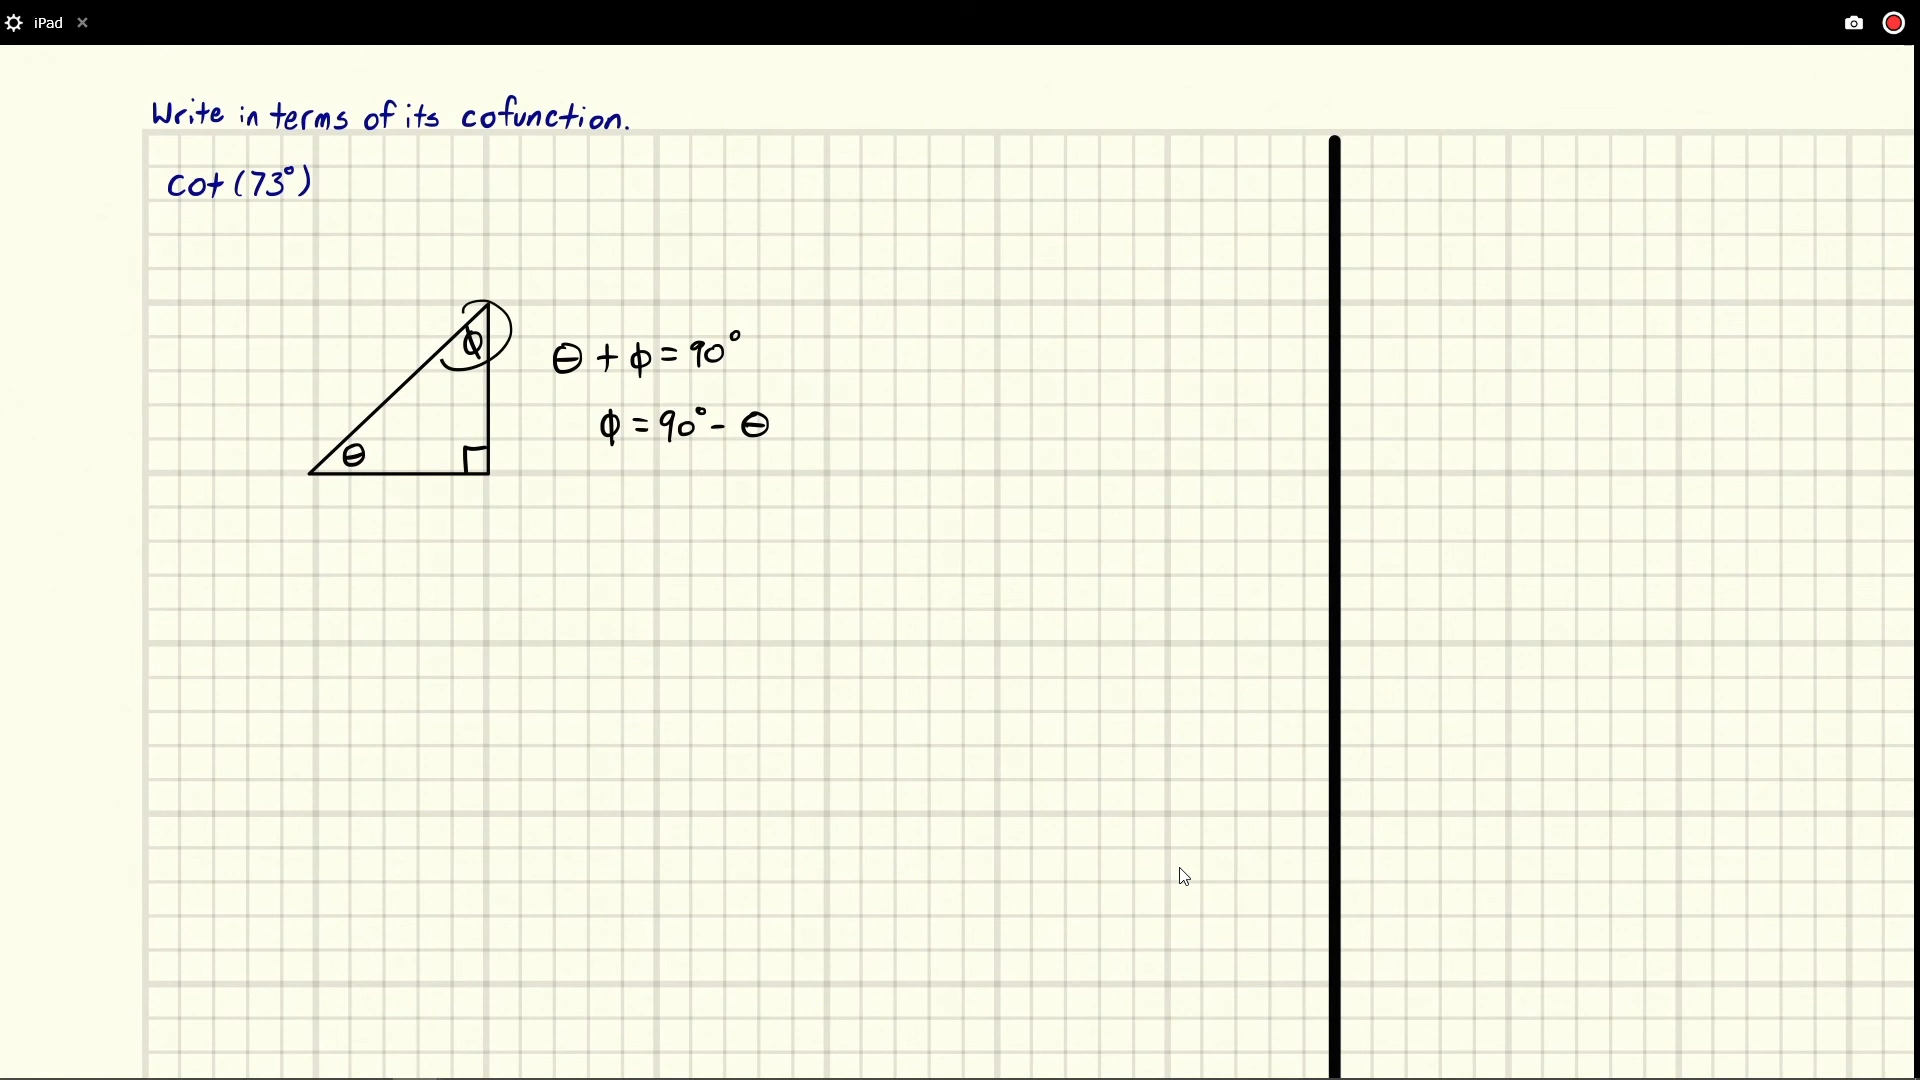 iPad
Write in terms of its cofunction.
cot (73°)
ϕ
θ
θ + ϕ = 90°
ϕ = 90° - θ